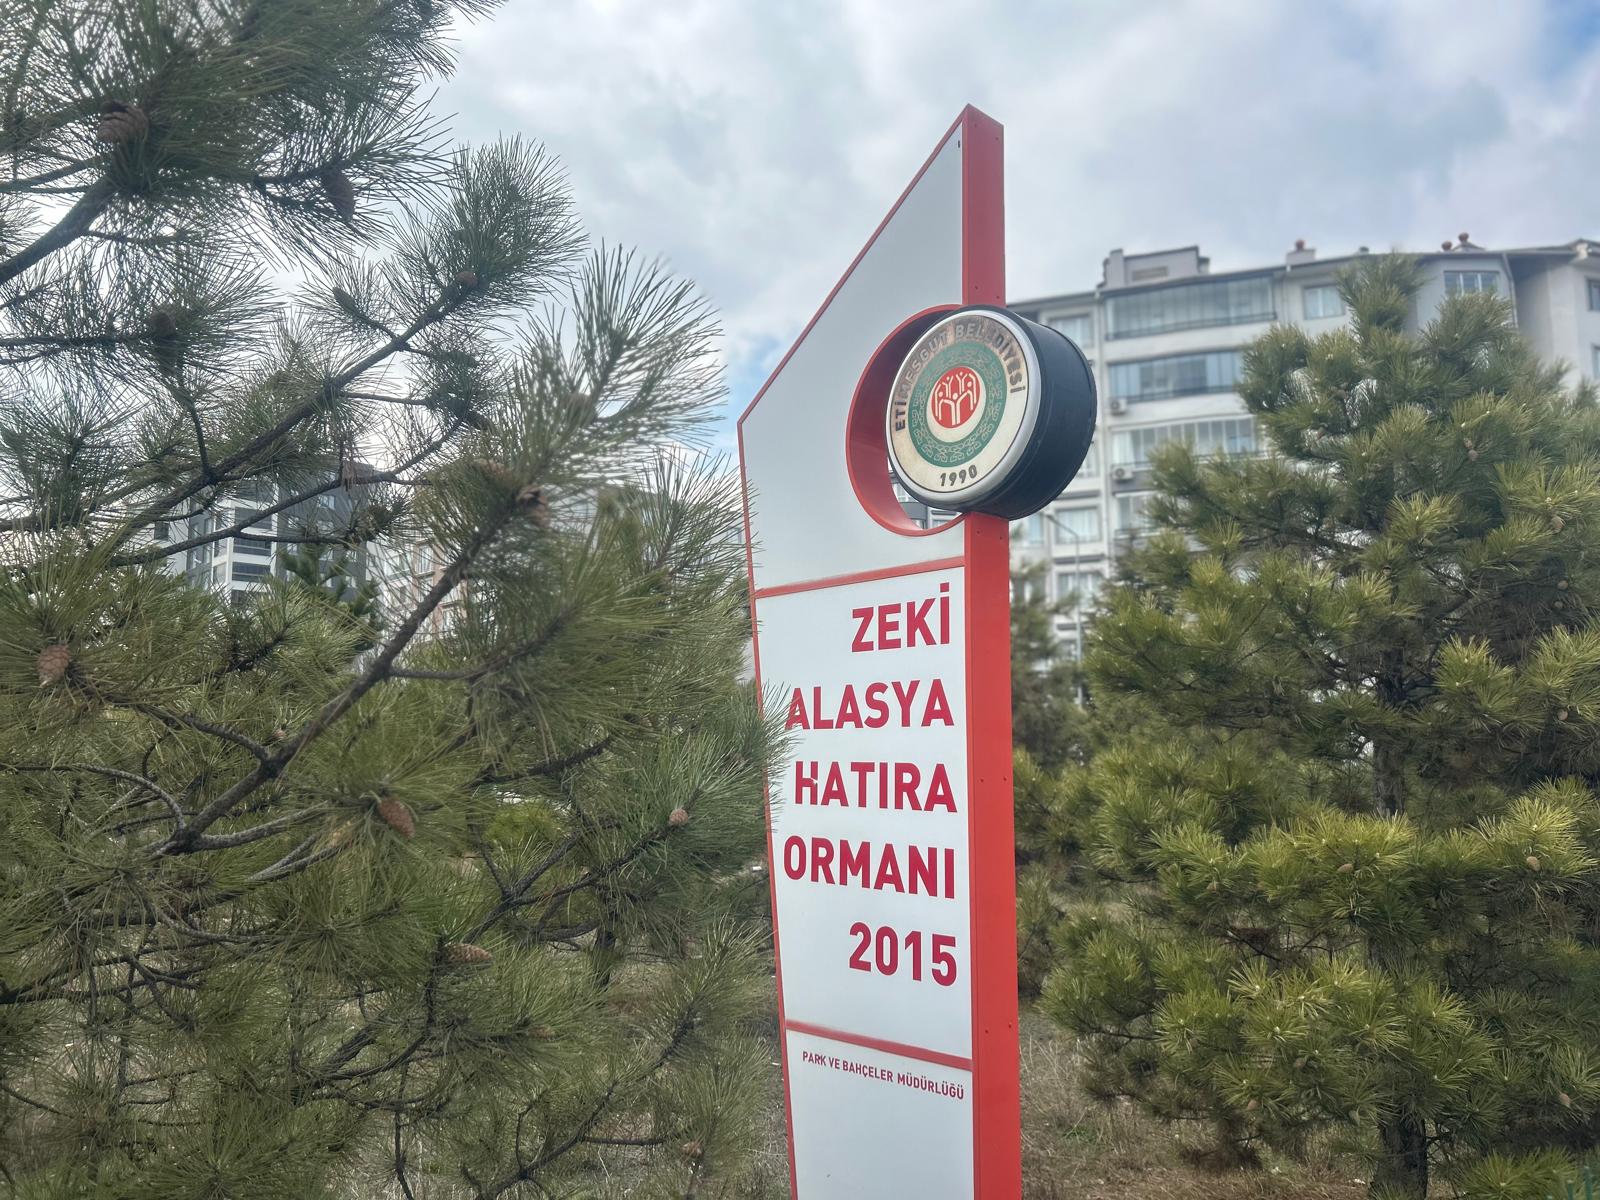 ETİMESGUT BELEDİYESİ
1990
ZEKİ
ALASYA
HATIRA
ORMANI
2015
PARK VE BAHÇELER MÜDÜRLÜĞÜ